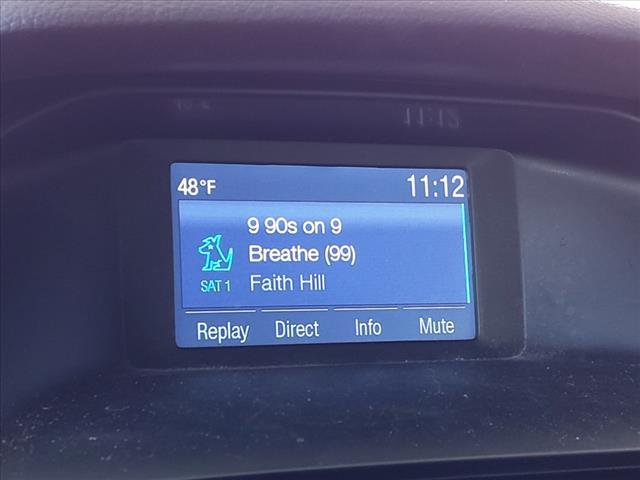 48°F 11:12
9 90s on 9
Breathe (99)
SAT 1 Faith Hill
Replay Direct Info Mute